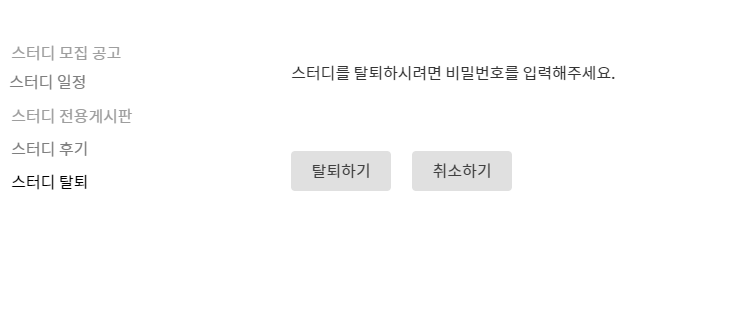 스터디 모집 공고
스터디 일정
스터디 전용게시판
스터디 후기
스터디 탈퇴
스터디를 탈퇴하시려면 비밀번호를 입력해주세요.
탈퇴하기
취소하기